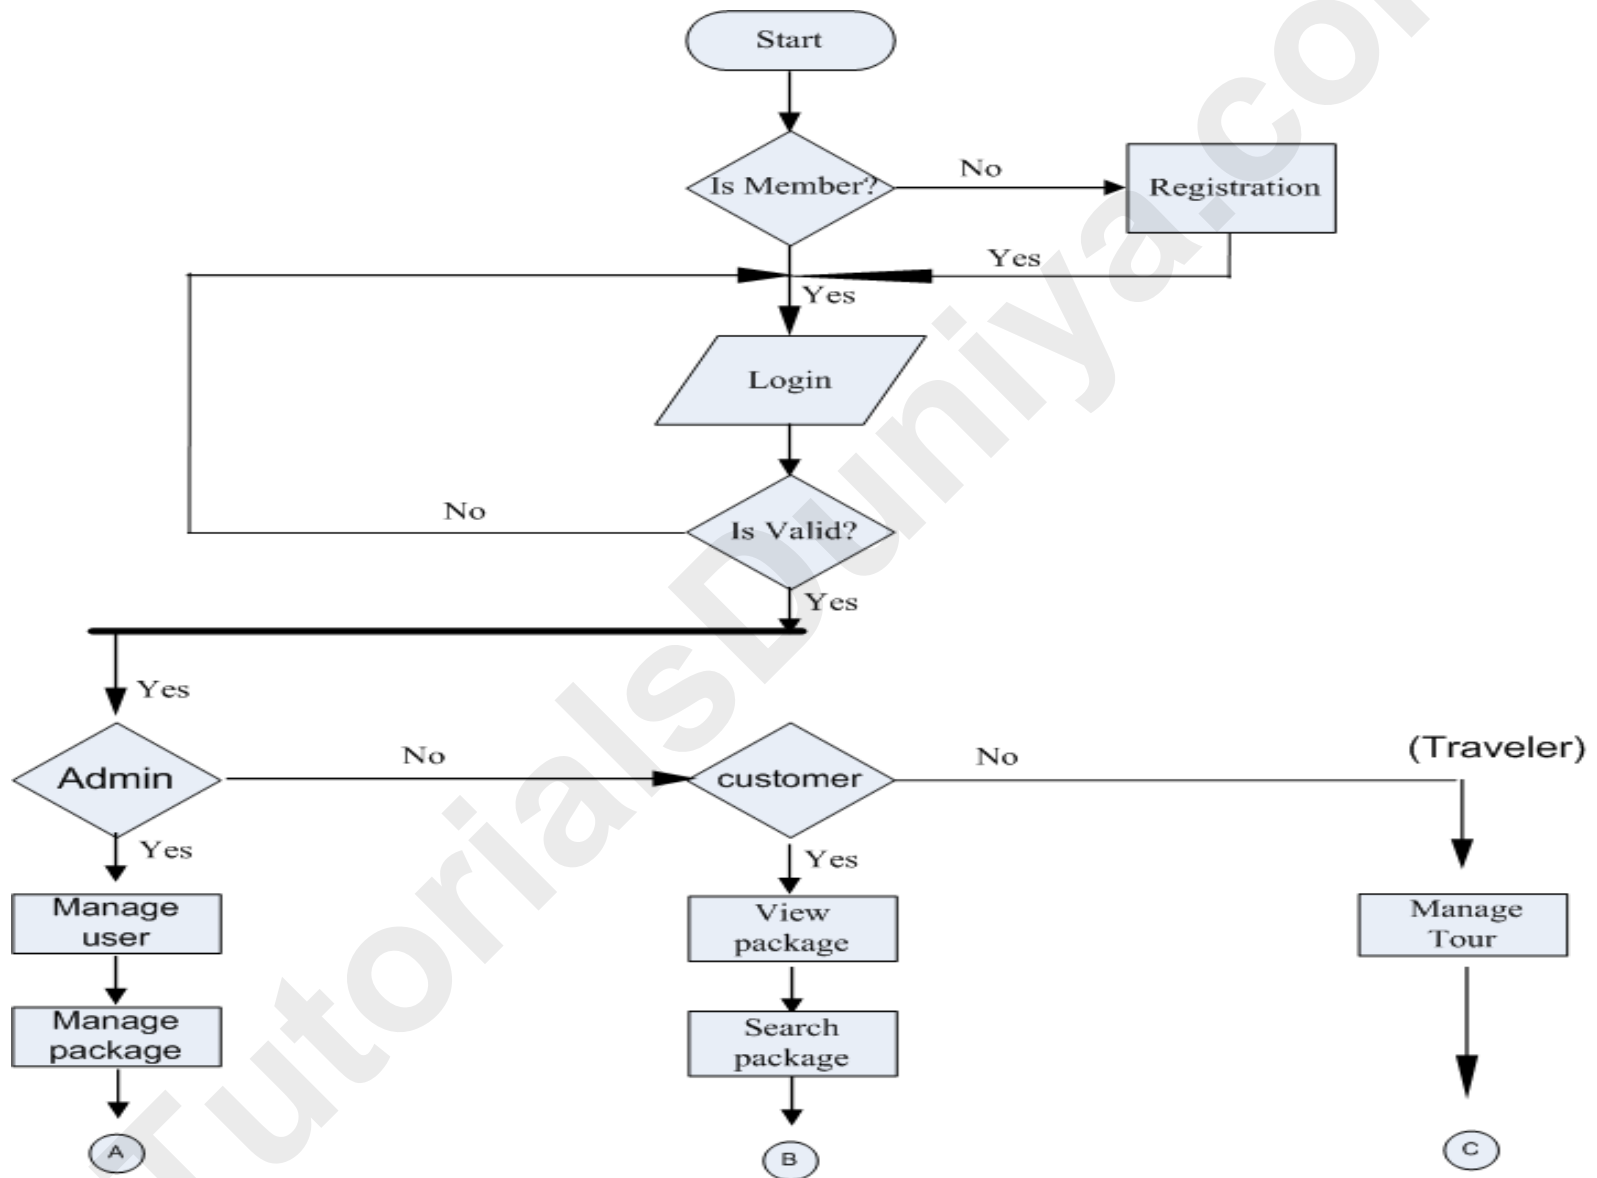 Start
Is Member?
No
Registration
Yes
Yes
Login
No
Is Valid?
Yes
Yes
Admin
No
customer
No
(Traveler)
Yes
Yes
Manage
user
View
package
Manage
Tour
Manage
package
Search
package
A
B
C
TutorialsDuniya.com